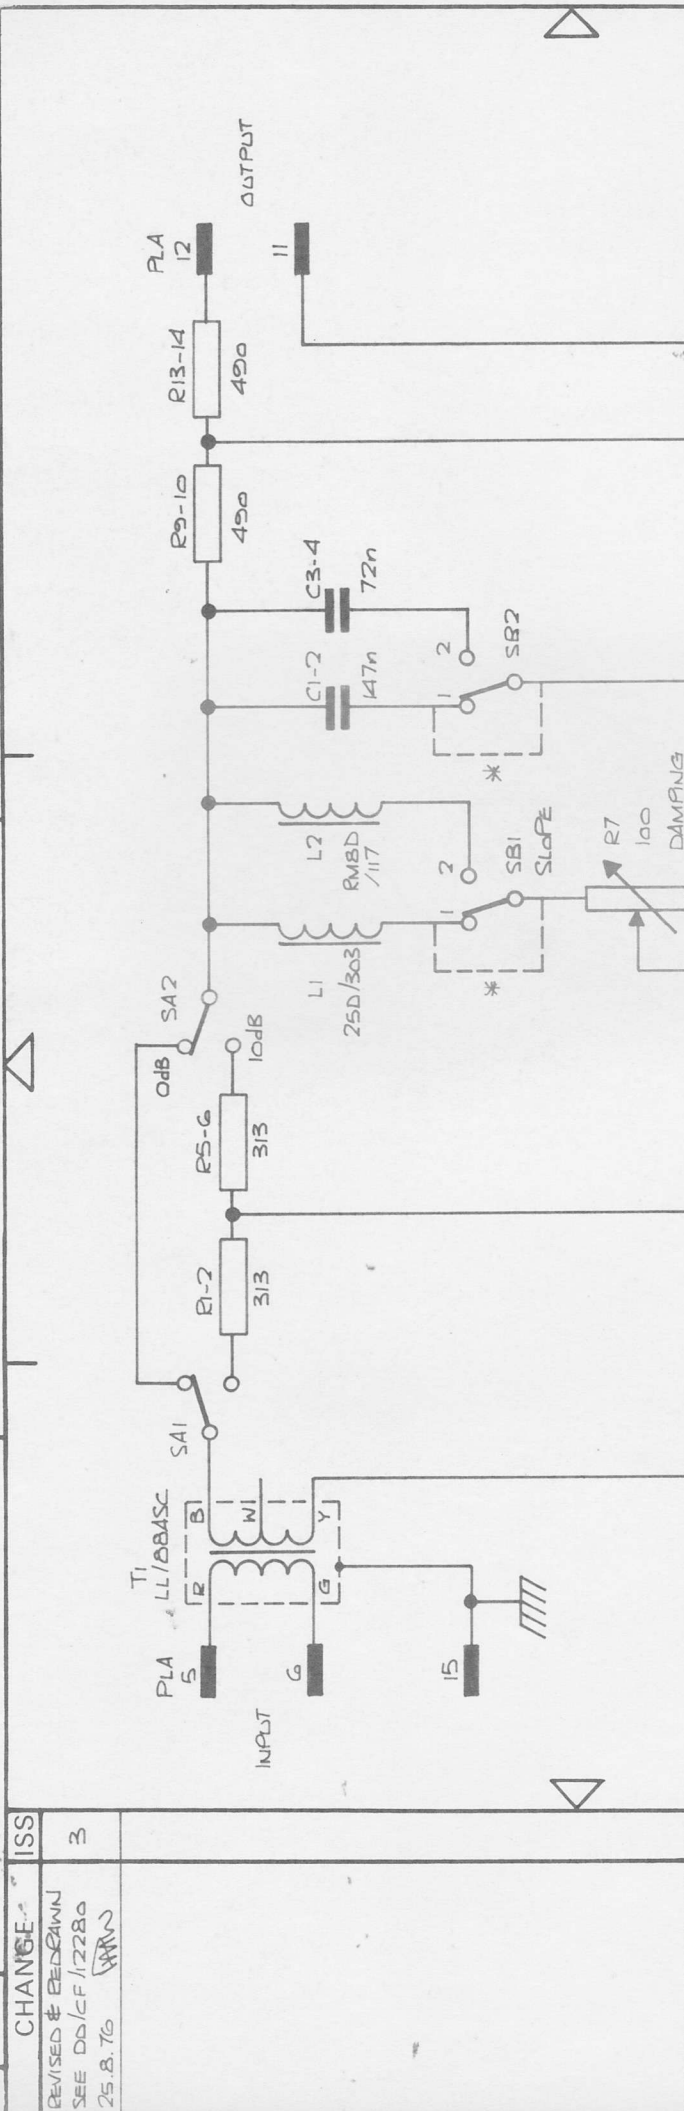 CHANGE
ISS
REVISED & REDRAWN
SEE DD/CF/12280
25.8.76
3
INPUT
PLA
5
6
15
T1
LL/88ASC
R
G
B
W
Y
SA1
R1-2
313
R5-6
313
0dB
10dB
SA2
L1
25D/303
L2
RM8D
/117
1
2
SB1
SLOPE
*
R7
100
DAMPING
C1-2
147n
C3-4
72n
1
2
SB2
*
R9-10
490
R13-14
490
PLA
12
11
OUTPUT